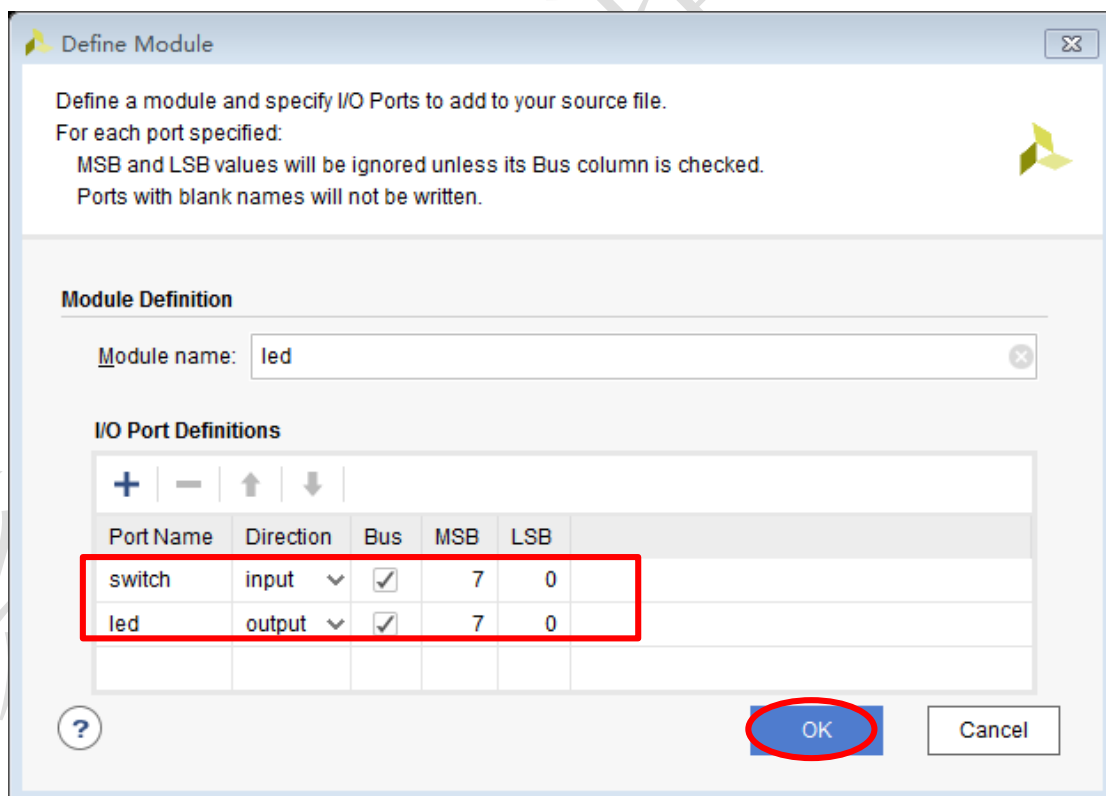 Define Module
Define a module and specify I/O Ports to add to your source file.
For each port specified:
MSB and LSB values will be ignored unless its Bus column is checked.
Ports with blank names will not be written.
Module Definition
Module name: led
I/O Port Definitions
Port Name Direction Bus MSB LSB
switch input 7 0
led output 7 0
? OK Cancel